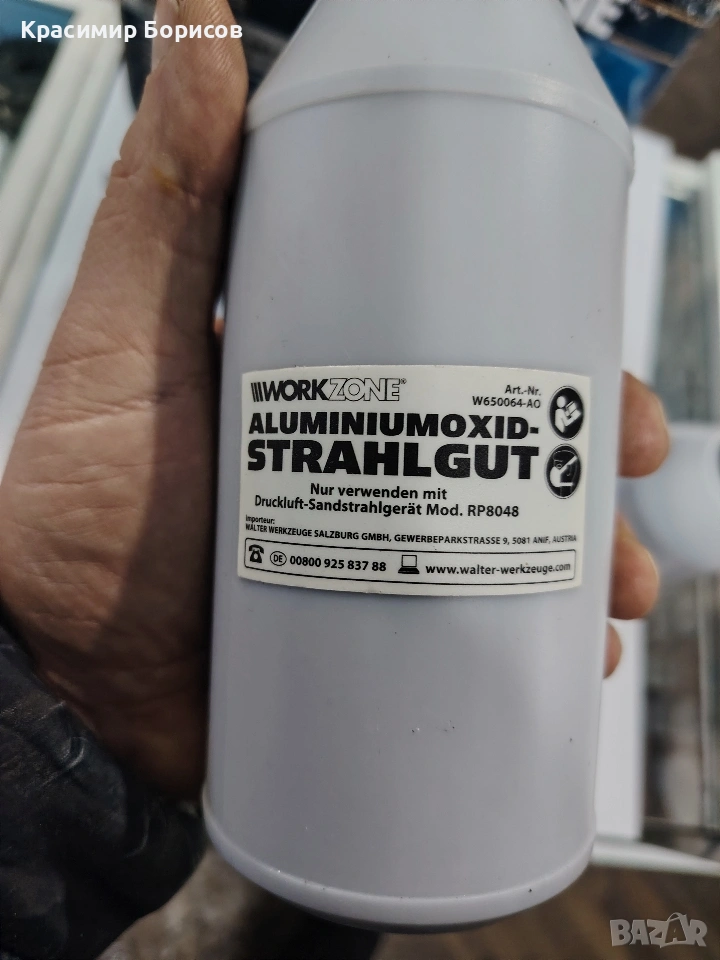 Красимир Борисов
WORKZONE®
Art.-Nr.
W650064-AO
ALUMINIUMOXID-
STRAHLGUT
Nur verwenden mit
Druckluft-Sandstrahlgerät Mod. RP8048
Importeur:
WALTER WERKZEUGE SALZBURG GMBH, GEWERBEPARKSTRASSE 9, 5081 ANIF, AUSTRIA
DE 00800 925 837 88 www.walter-werkzeuge.com
BAZAR